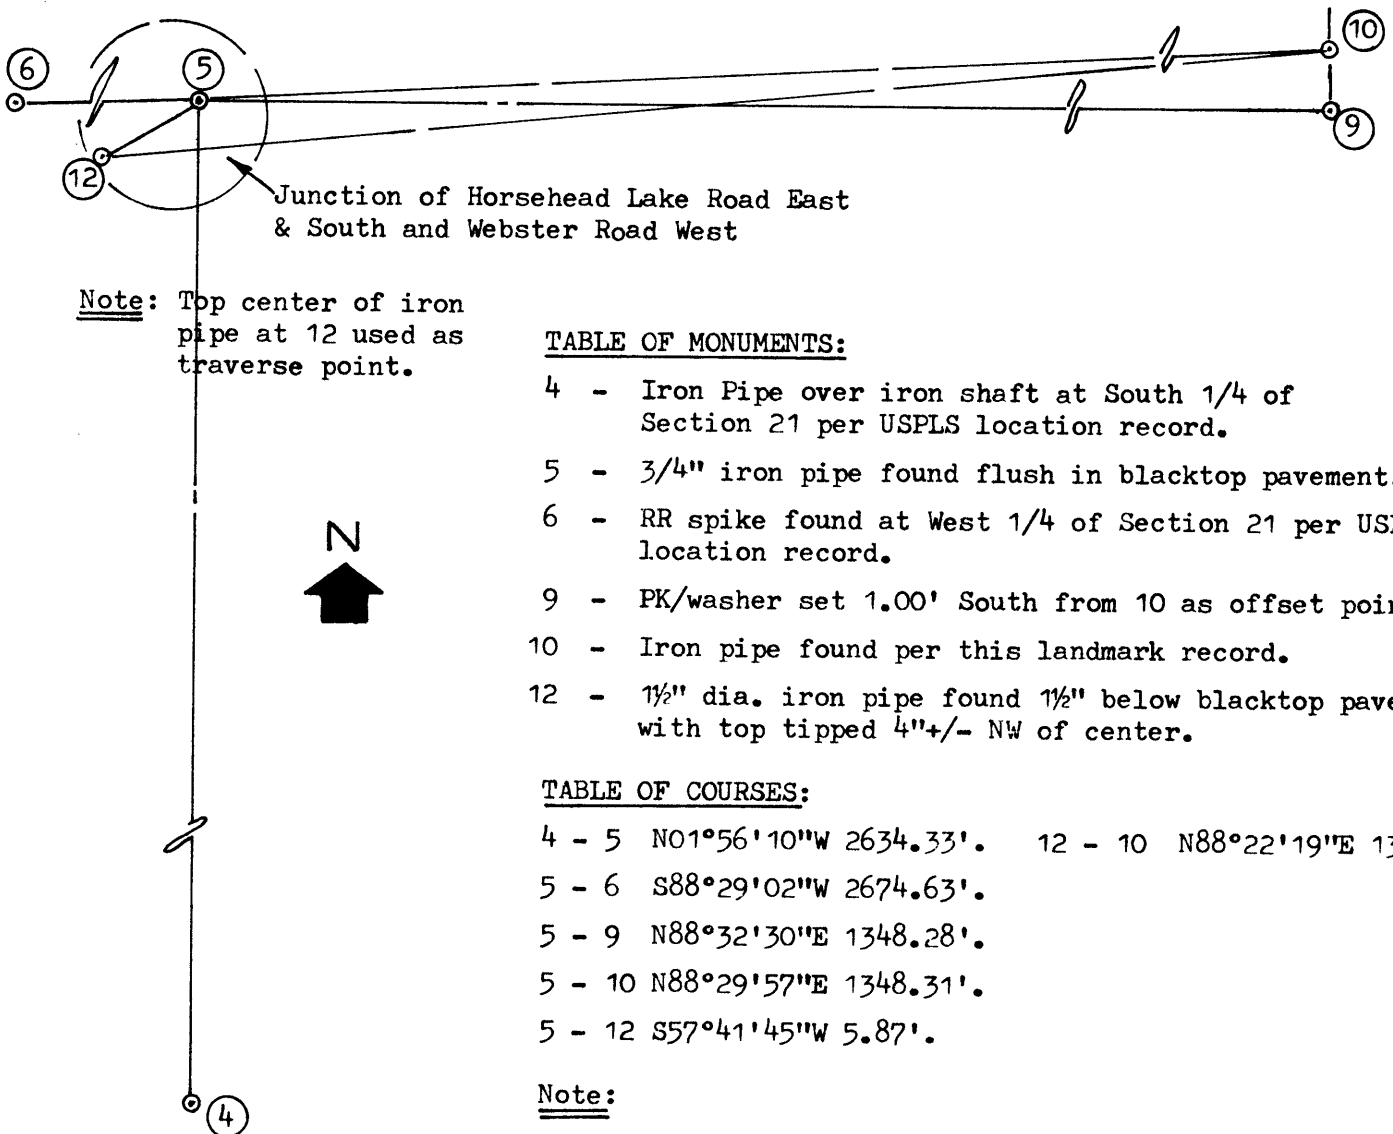 10
6
5
9
12
Junction of Horsehead Lake Road East
& South and Webster Road West
Note: Top center of iron
pipe at 12 used as
traverse point.
N
TABLE OF MONUMENTS:
4 - Iron Pipe over iron shaft at South 1/4 of
Section 21 per USPLS location record.
5 - 3/4" iron pipe found flush in blacktop pavement.
6 - RR spike found at West 1/4 of Section 21 per
location record.
9 - PK/washer set 1.00' South from 10 as offset
10 - Iron pipe found per this landmark record.
12 - 1½" dia. iron pipe found 1½" below blacktop
with top tipped 4"+/- NW of center.
TABLE OF COURSES:
4 - 5 N01°56'10"W 2634.33'. 12 - 10 N88°22'19"E
5 - 6 S88°29'02"W 2674.63'.
5 - 9 N88°32'30"E 1348.28'.
5 - 10 N88°29'57"E 1348.31'.
5 - 12 S57°41'45"W 5.87'.
Note:
4